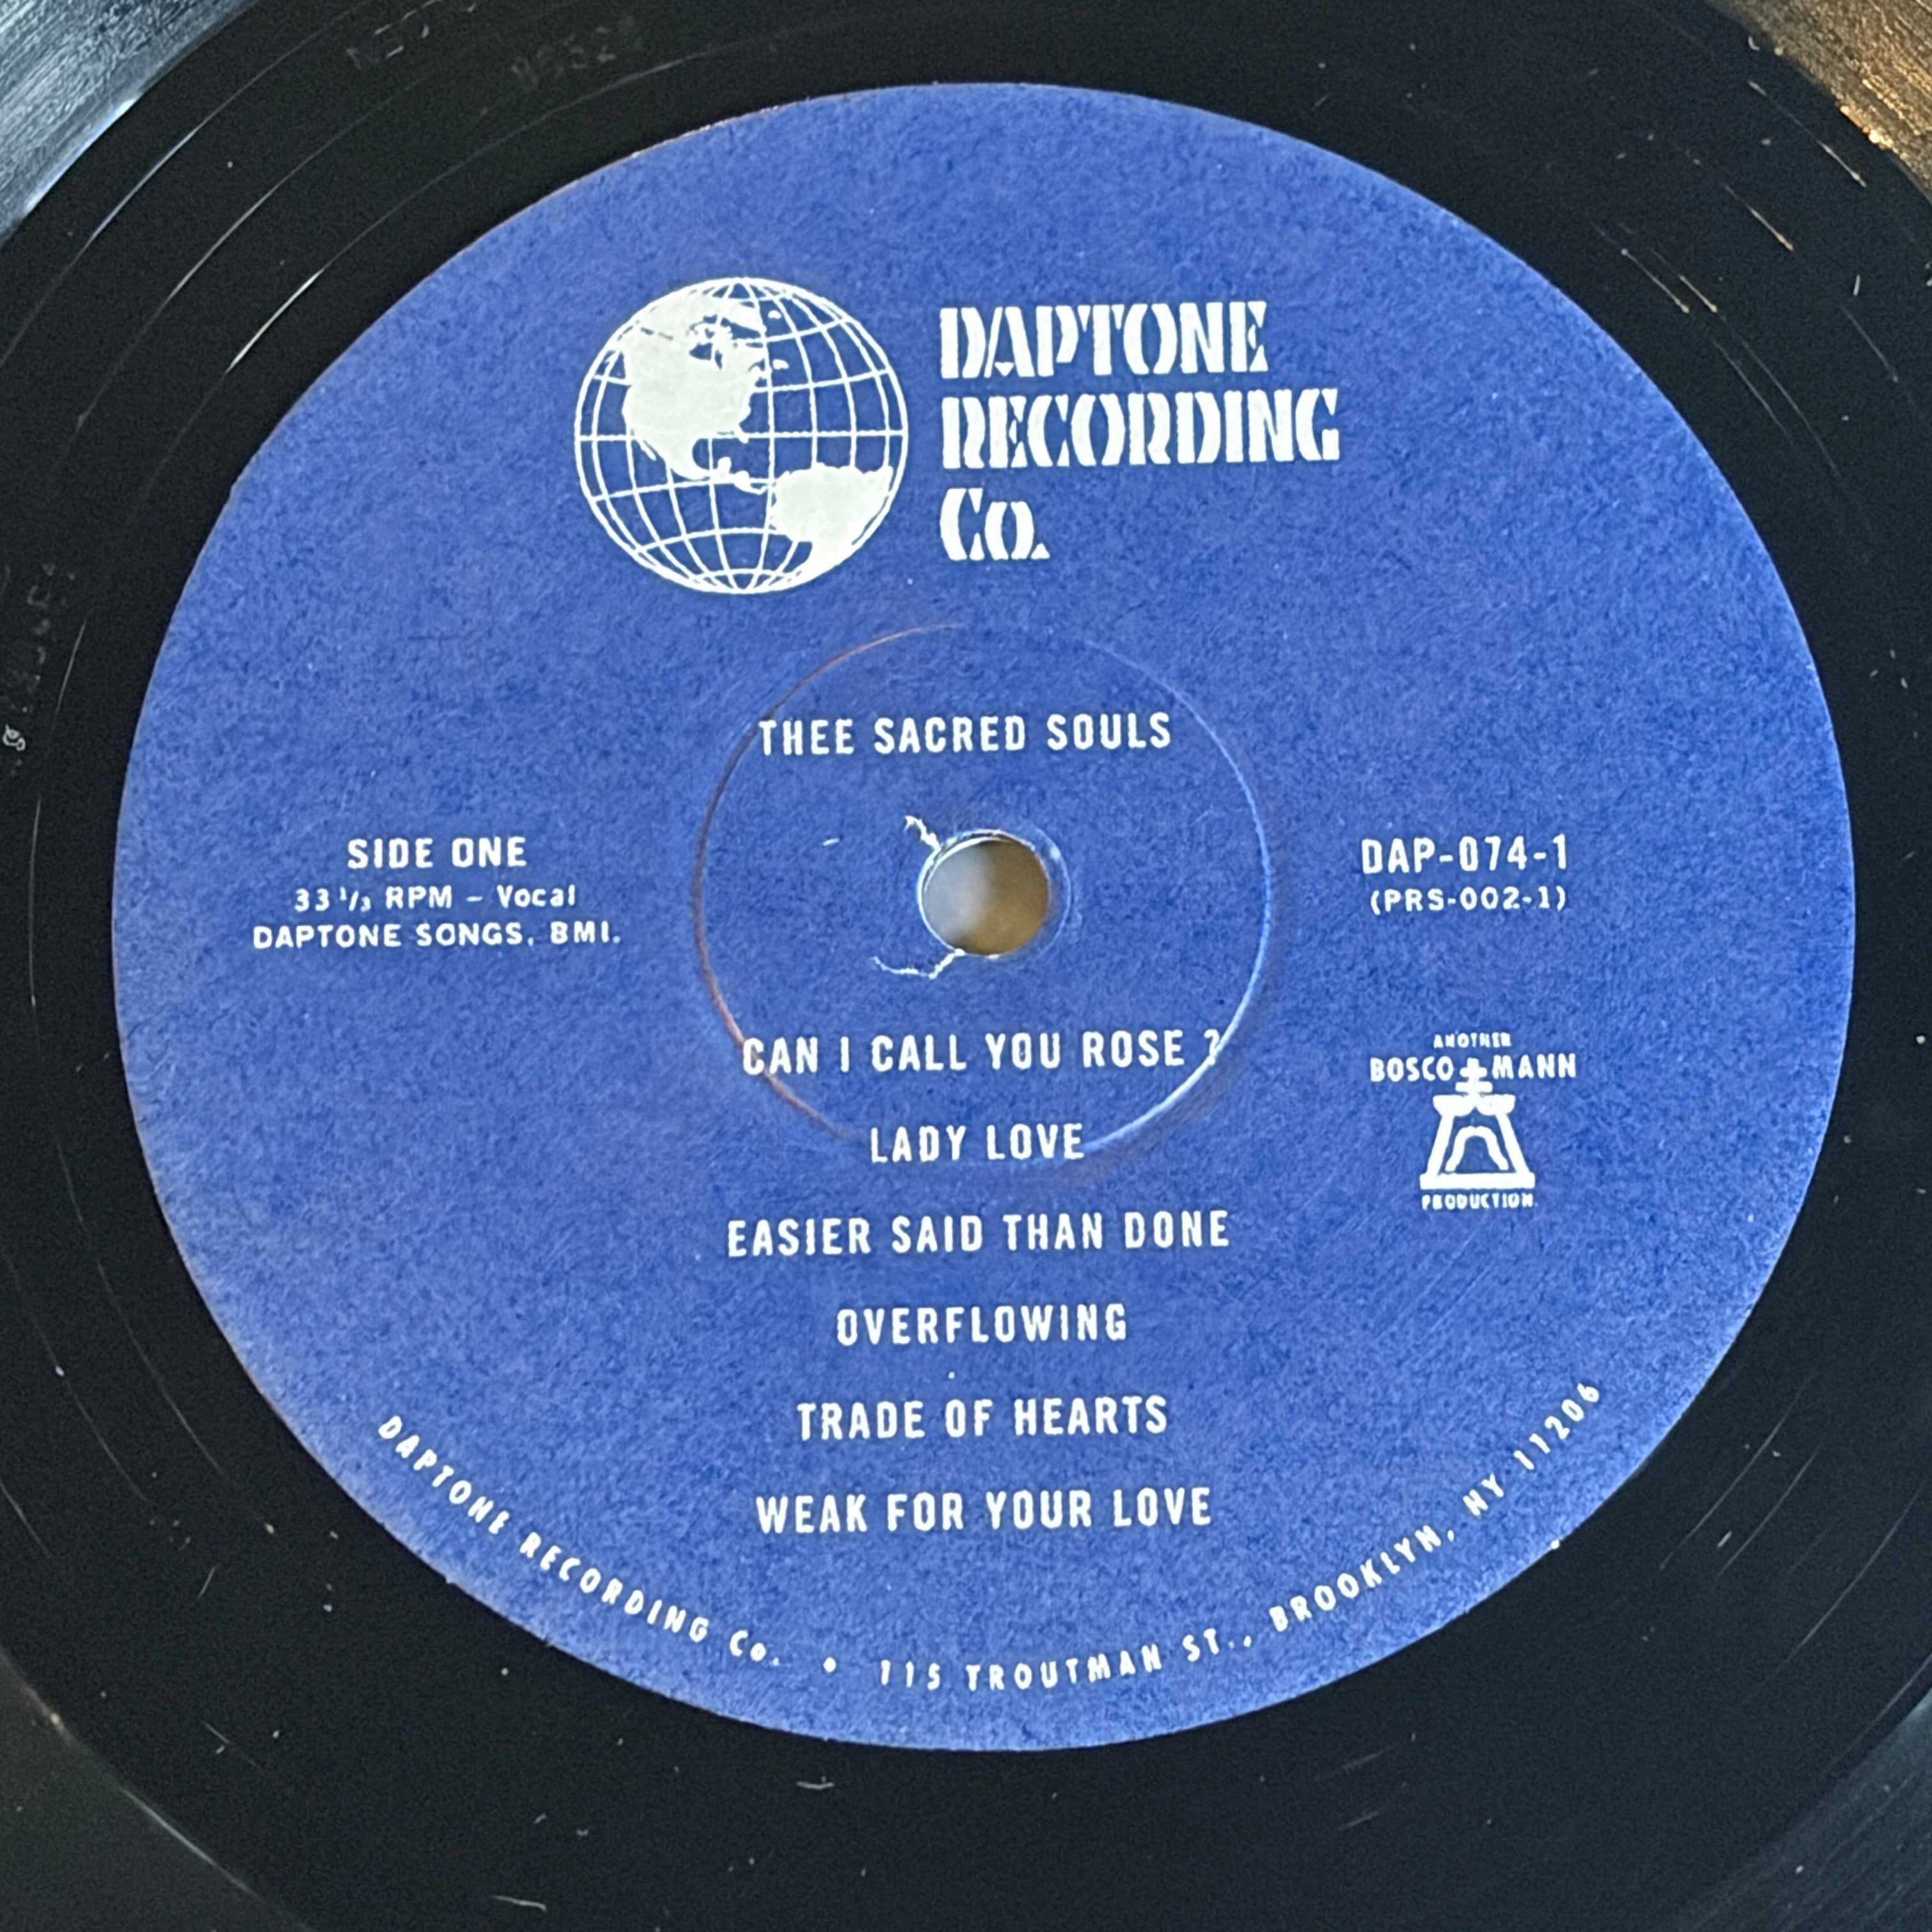 DAPTONE
RECORDING
Co.
THEE SACRED SOULS
SIDE ONE
33 1/3 RPM – Vocal
DAPTONE SONGS, BMI.
DAP-074-1
(PRS-002-1)
CAN I CALL YOU ROSE ?
LADY LOVE
EASIER SAID THAN DONE
OVERFLOWING
TRADE OF HEARTS
WEAK FOR YOUR LOVE
ANOTHER
BOSCO MANN
PRODUCTION
DAPTONE RECORDING Co. • 115 TROUTMAN ST., BROOKLYN, NY 11206